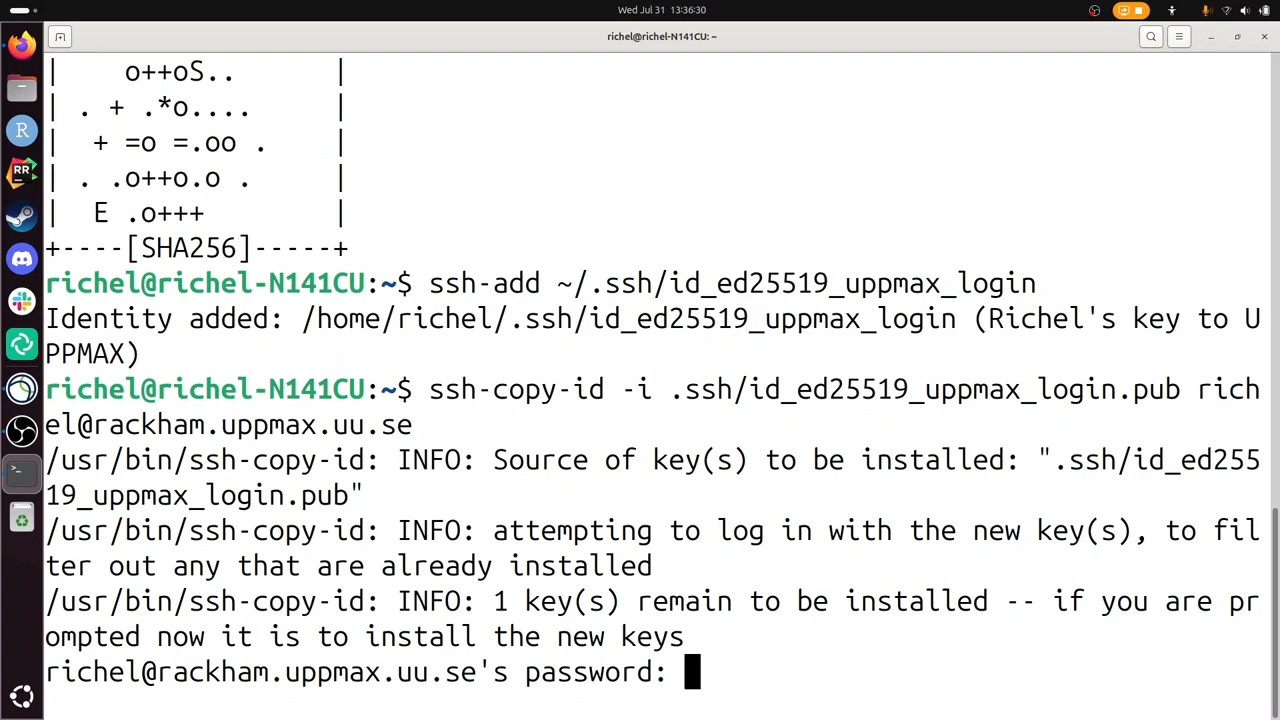 Wed Jul 31 13:36:30
richel@richel-N141CU: ~
|     o++oS..      |
| . + .*o....      |
|  + =o =.oo .     |
| . .o++o.o .      |
|  E .o+++         |
+----[SHA256]-----+
richel@richel-N141CU:~$ ssh-add ~/.ssh/id_ed25519_uppmax_login
Identity added: /home/richel/.ssh/id_ed25519_uppmax_login (Richel's key to U
PPMAX)
richel@richel-N141CU:~$ ssh-copy-id -i .ssh/id_ed25519_uppmax_login.pub rich
el@rackham.uppmax.uu.se
/usr/bin/ssh-copy-id: INFO: Source of key(s) to be installed: ".ssh/id_ed255
19_uppmax_login.pub"
/usr/bin/ssh-copy-id: INFO: attempting to log in with the new key(s), to fil
ter out any that are already installed
/usr/bin/ssh-copy-id: INFO: 1 key(s) remain to be installed -- if you are pr
ompted now it is to install the new keys
richel@rackham.uppmax.uu.se's password:
R
RR